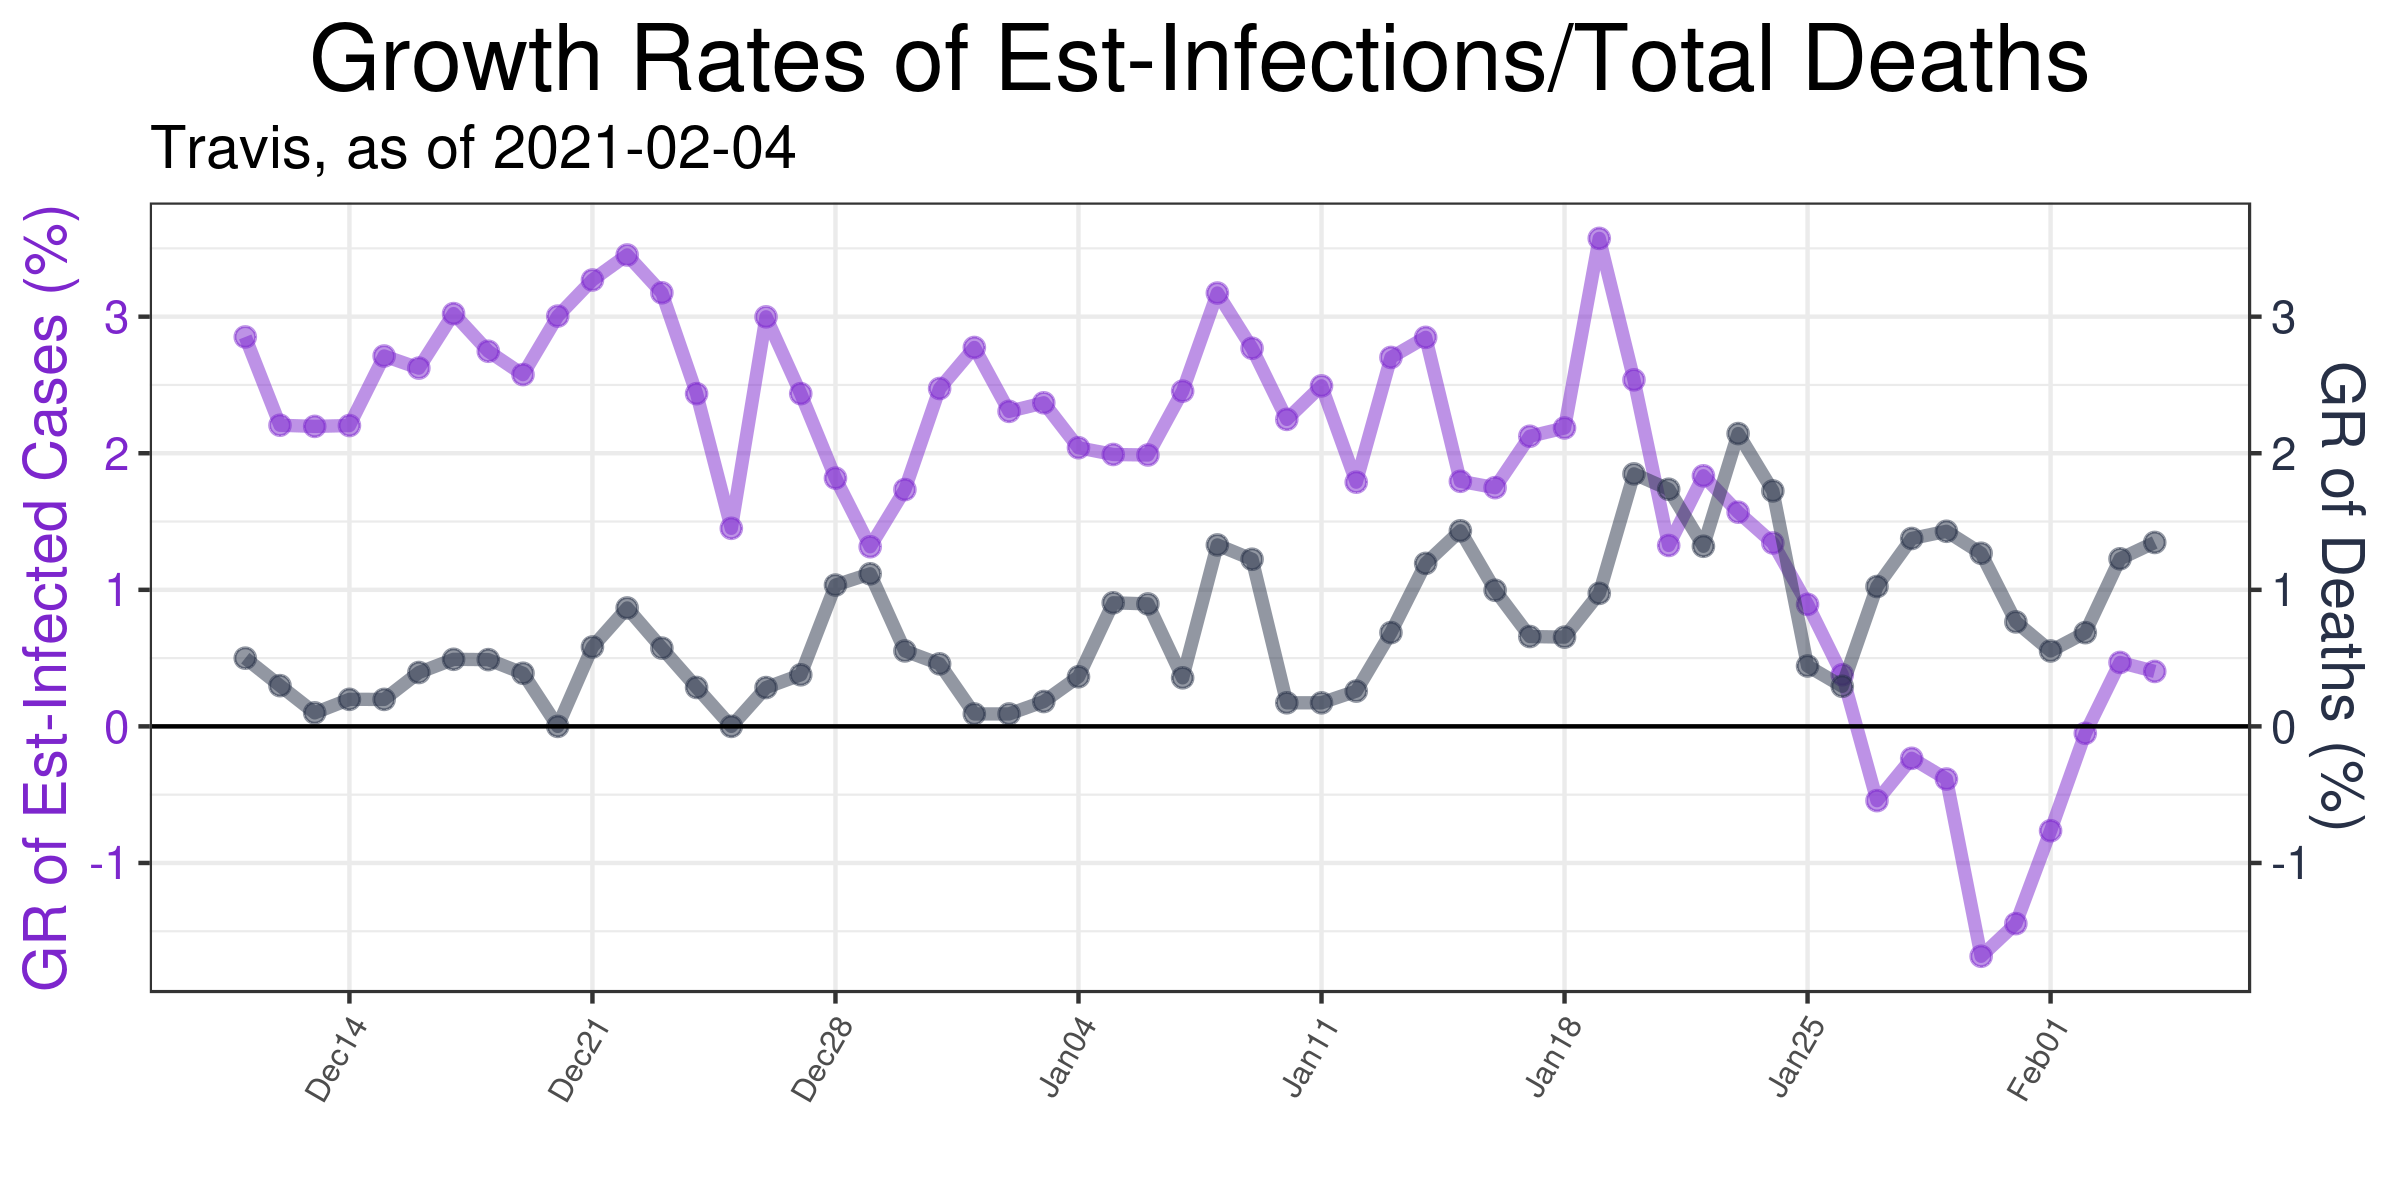 Growth Rates of Est-Infections/Total Deaths
Travis, as of 2021-02-04
GR of Est-Infected Cases (%)
3
2
1
0
-1
3
2
1
0
-1
GR of Deaths (%)
Dec14
Dec21
Dec28
Jan04
Jan11
Jan18
Jan25
Feb01